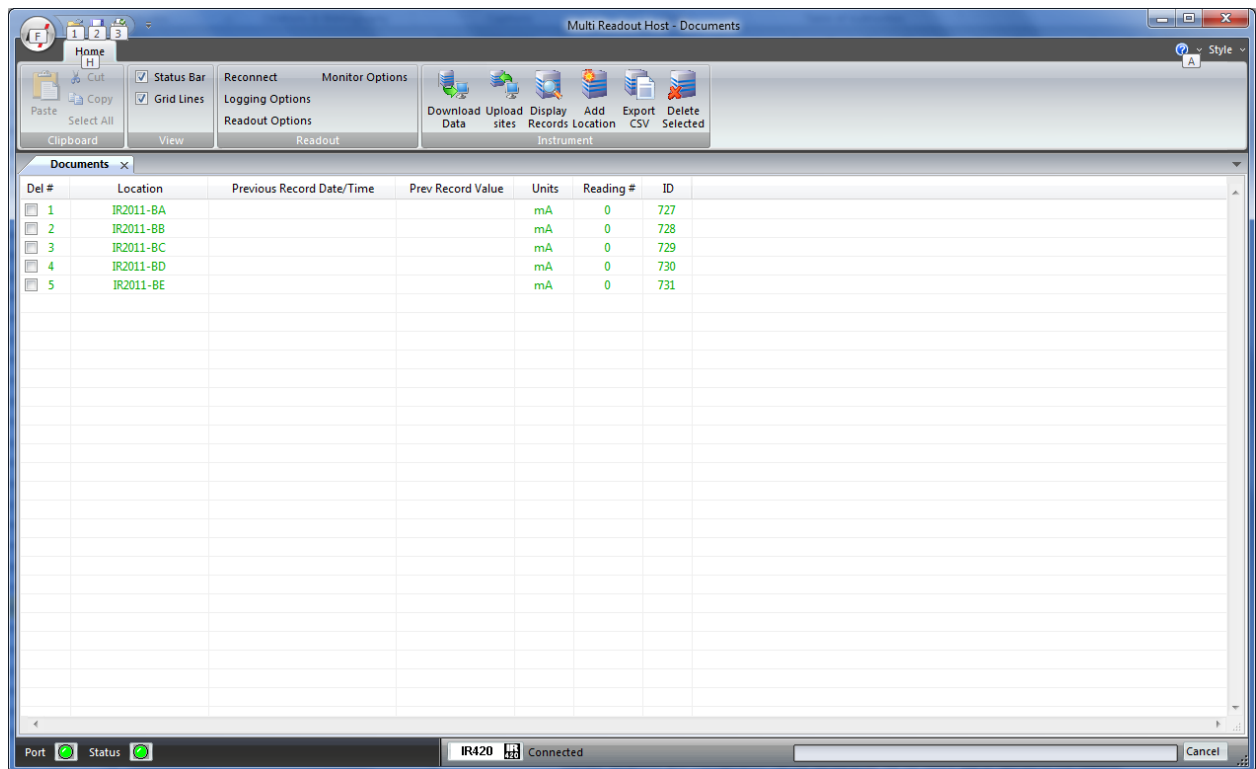 Multi Readout Host - Documents
F 1 2 3
Home
H
Style
A
Paste
Cut
Copy
Select All
Clipboard
Status Bar
Grid Lines
View
Reconnect Monitor Options
Logging Options
Readout Options
Readout
Download Data
Upload sites
Display Records
Add Location
Export CSV
Delete Selected
Instrument
Documents
Del # Location Previous Record Date/Time Prev Record Value Units Reading # ID
1 IR2011-BA mA 0 727
2 IR2011-BB mA 0 728
3 IR2011-BC mA 0 729
4 IR2011-BD mA 0 730
5 IR2011-BE mA 0 731
Port Status IR420 420 Connected Cancel